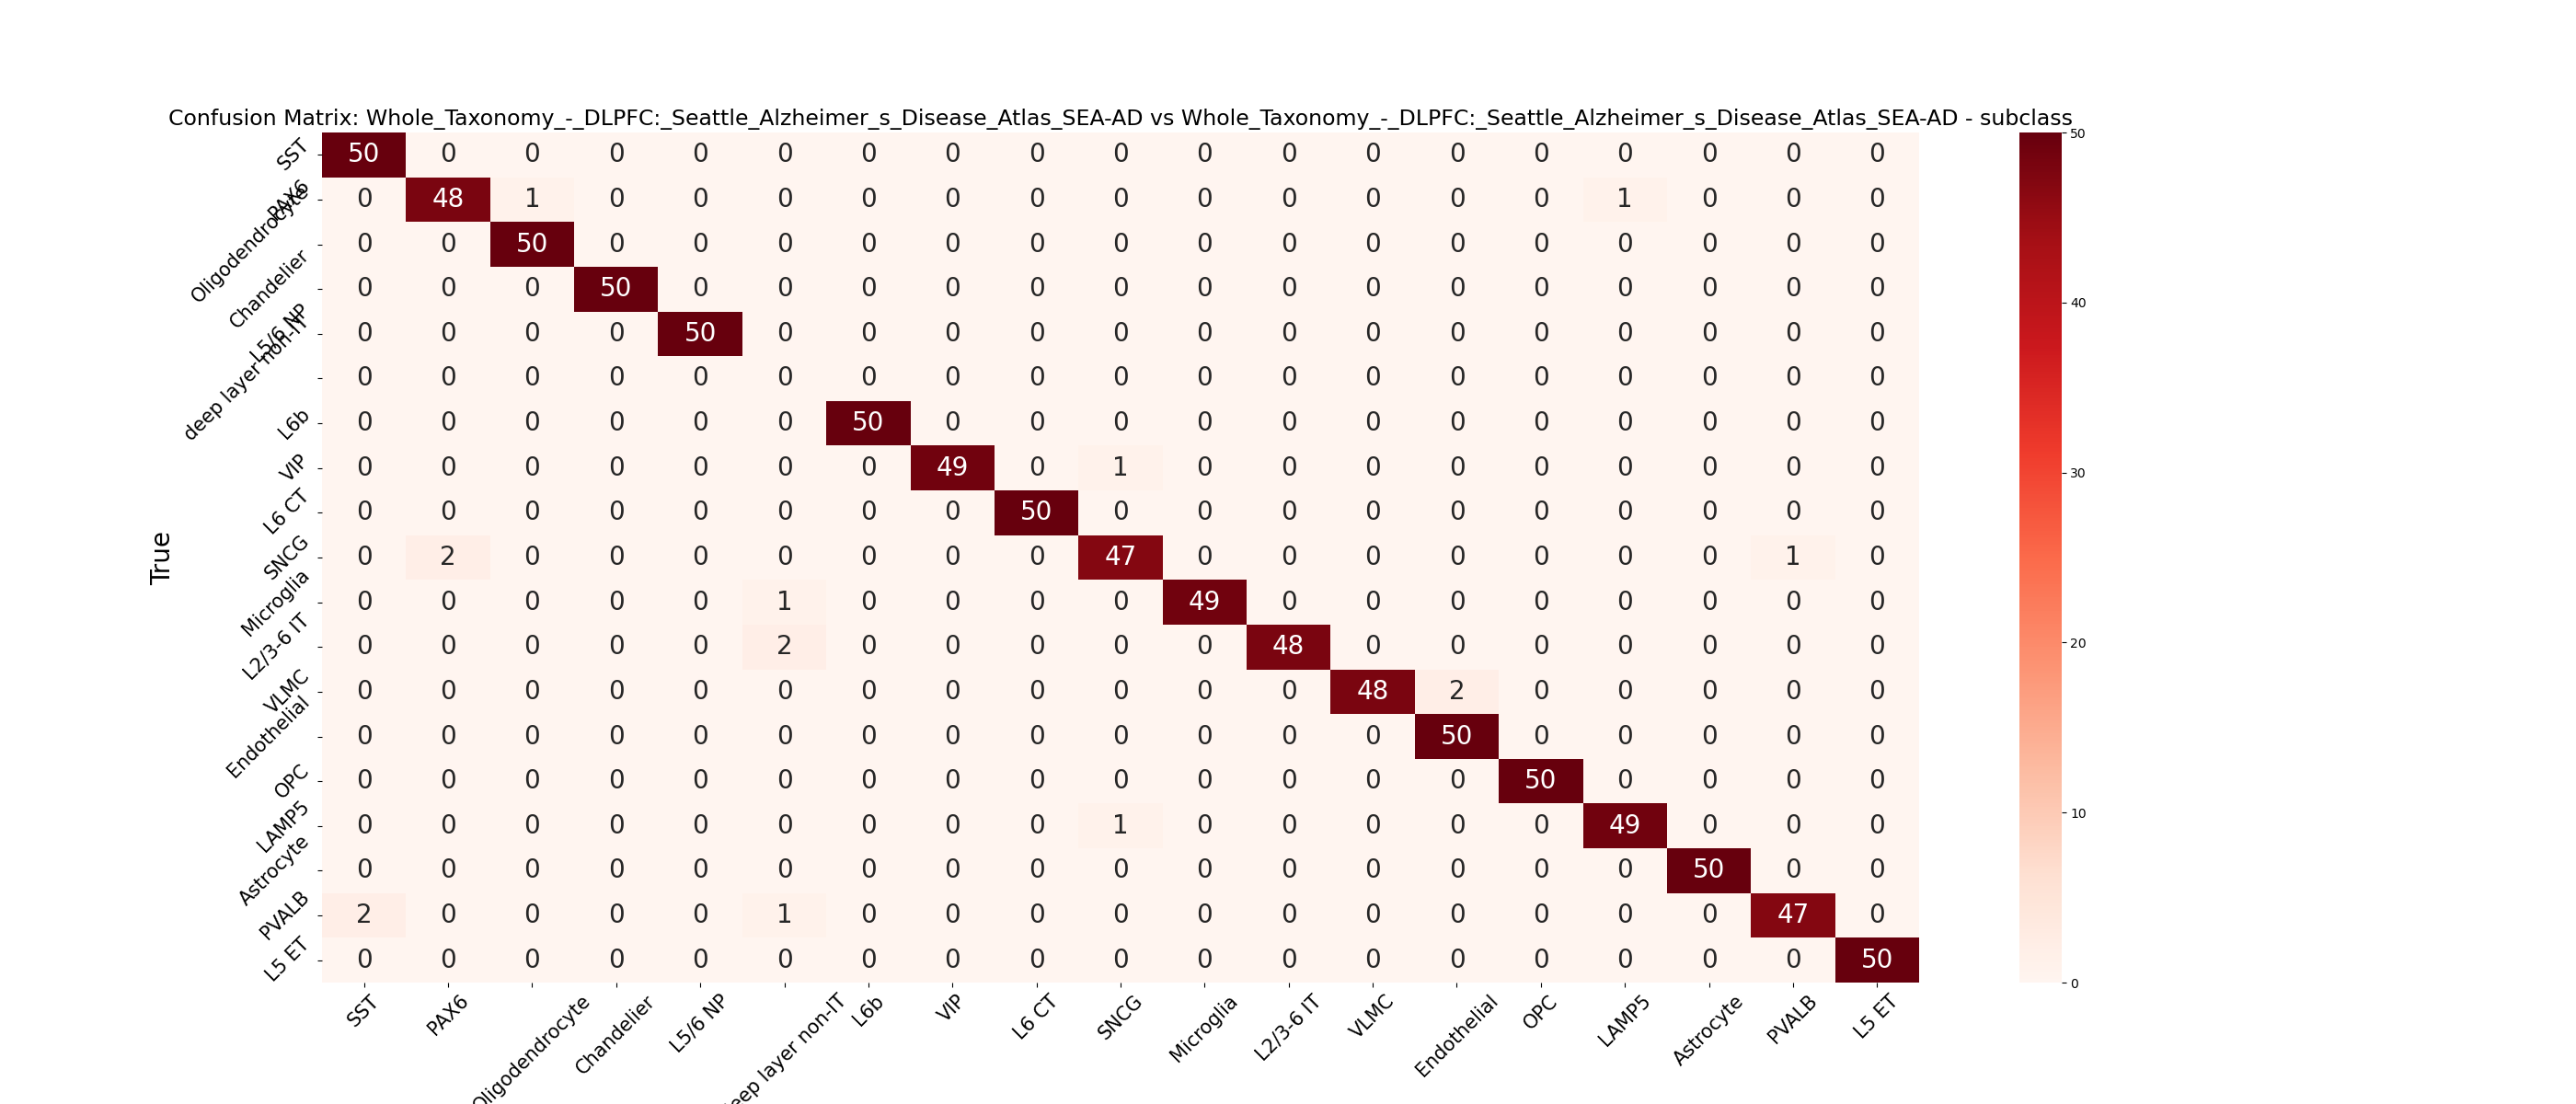 Confusion Matrix: Whole_Taxonomy_-_DLPFC:_Seattle_Alzheimer_s_Disease_Atlas_SEA-AD vs Whole_Taxonomy_-_DLPFC:_Seattle_Alzheimer_s_Disease_Atlas_SEA-AD - subclass
SST 50 0 0 0 0 0 0 0 0 0 0 0 0 0 0 0 0 0 0
PAX6 0 48 1 0 0 0 0 0 0 0 0 0 0 0 0 1 0 0 0
Oligodendrocyte 0 0 50 0 0 0 0 0 0 0 0 0 0 0 0 0 0 0 0
Chandelier 0 0 0 50 0 0 0 0 0 0 0 0 0 0 0 0 0 0 0
L5/6 NP 0 0 0 0 50 0 0 0 0 0 0 0 0 0 0 0 0 0 0
deep layer non-IT 0 0 0 0 0 0 0 0 0 0 0 0 0 0 0 0 0 0 0
L6b 0 0 0 0 0 0 50 0 0 0 0 0 0 0 0 0 0 0 0
VIP 0 0 0 0 0 0 0 49 0 1 0 0 0 0 0 0 0 0 0
L6 CT 0 0 0 0 0 0 0 0 50 0 0 0 0 0 0 0 0 0 0
SNCG 0 2 0 0 0 0 0 0 0 47 0 0 0 0 0 0 0 1 0
Microglia 0 0 0 0 0 1 0 0 0 0 49 0 0 0 0 0 0 0 0
L2/3-6 IT 0 0 0 0 0 2 0 0 0 0 0 48 0 0 0 0 0 0 0
VLMC 0 0 0 0 0 0 0 0 0 0 0 0 48 2 0 0 0 0 0
Endothelial 0 0 0 0 0 0 0 0 0 0 0 0 0 50 0 0 0 0 0
OPC 0 0 0 0 0 0 0 0 0 0 0 0 0 0 50 0 0 0 0
LAMP5 0 0 0 0 0 0 0 0 0 1 0 0 0 0 0 49 0 0 0
Astrocyte 0 0 0 0 0 0 0 0 0 0 0 0 0 0 0 0 50 0 0
PVALB 2 0 0 0 0 1 0 0 0 0 0 0 0 0 0 0 0 47 0
L5 ET 0 0 0 0 0 0 0 0 0 0 0 0 0 0 0 0 0 0 50
True
SST PAX6 Oligodendrocyte Chandelier L5/6 NP eep layer non-IT L6b VIP L6 CT SNCG Microglia L2/3-6 IT VLMC Endothelial OPC LAMP5 Astrocyte PVALB L5 ET
50
40
30
20
10
0